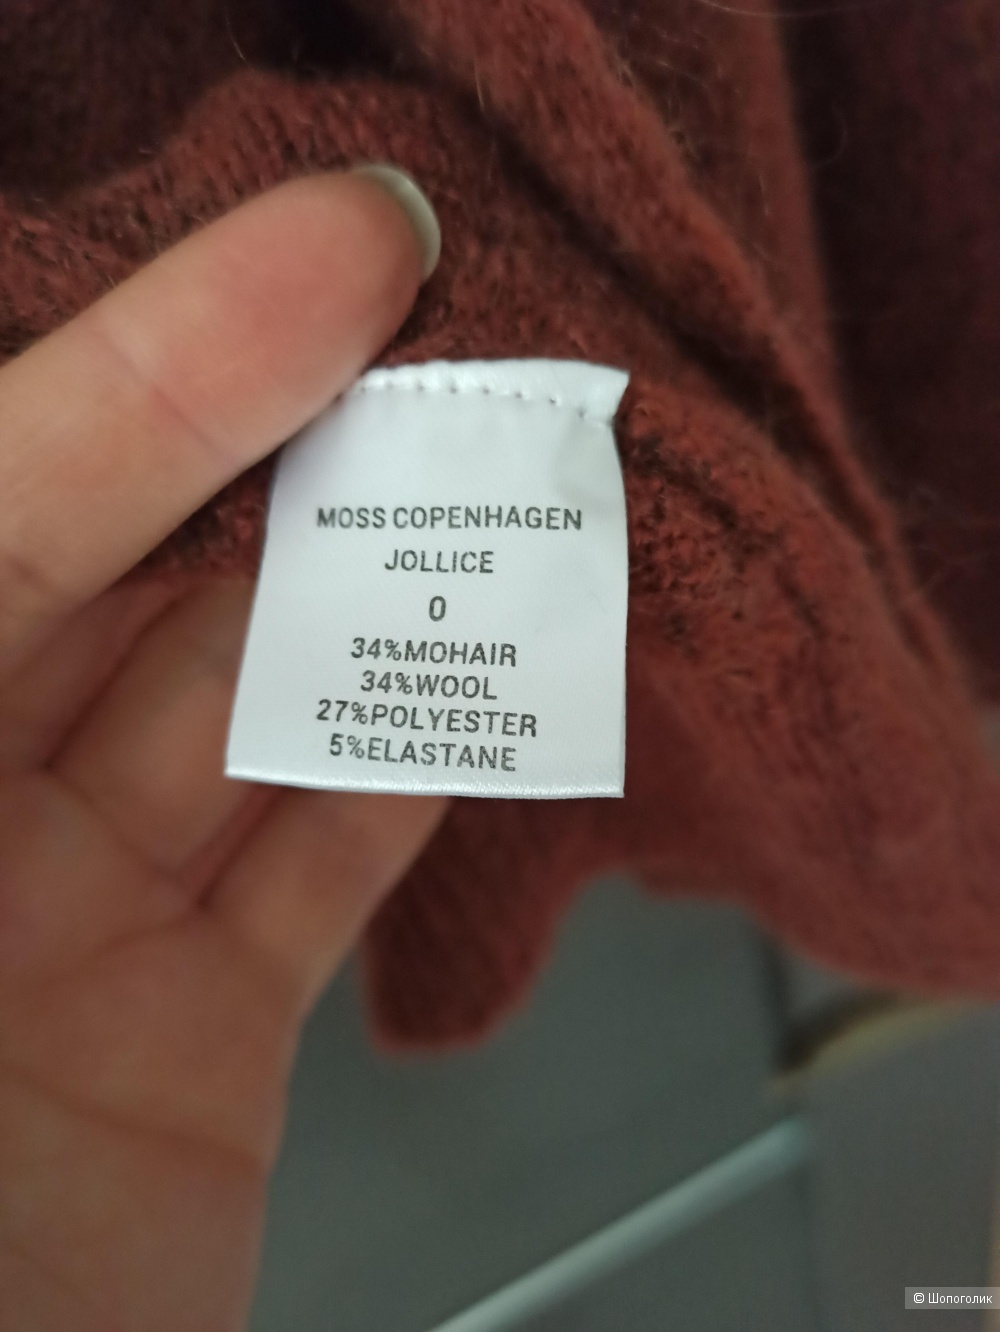 MOSS COPENHAGEN
JOLLICE
0
34%MOHAIR
34%WOOL
27%POLYESTER
5%ELASTANE
© Шопоголик